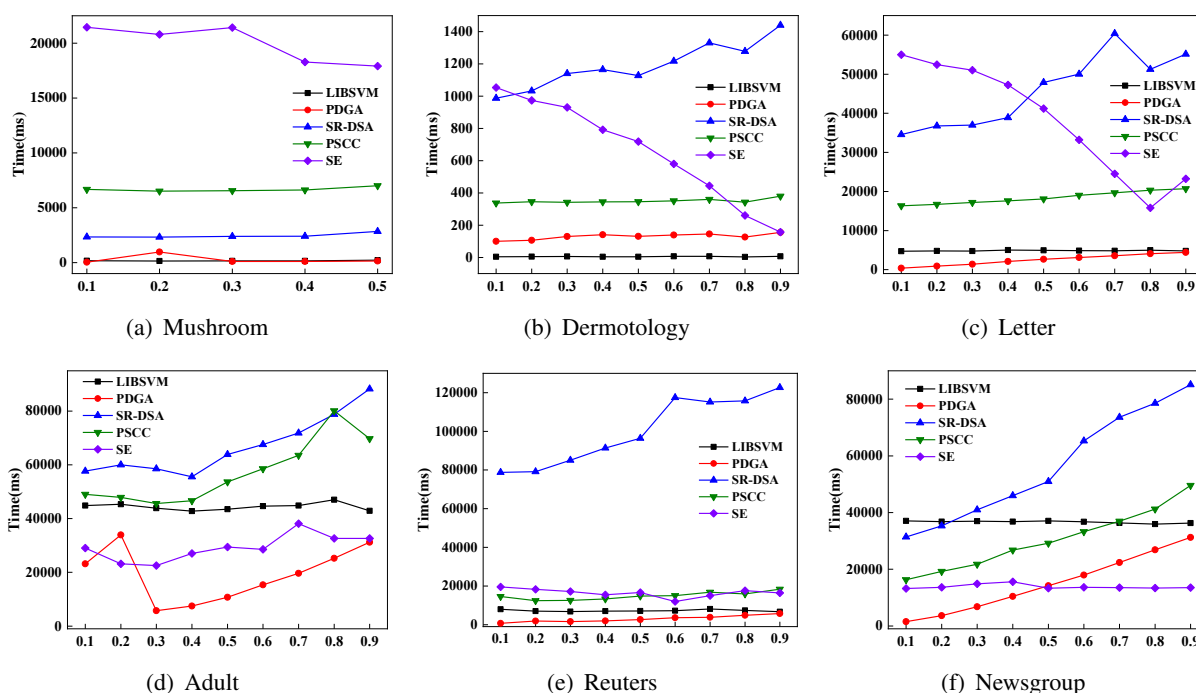 Time(ms)
20000
15000
10000
5000
0
LIBSVM
PDGA
SR-DSA
PSCC
SE
0.1 0.2 0.3 0.4 0.5
(a) Mushroom
Time(ms)
1400
1200
1000
800
600
400
200
0
LIBSVM
PDGA
SR-DSA
PSCC
SE
0.1 0.2 0.3 0.4 0.5 0.6 0.7 0.8 0.9
(b) Dermotology
Time(ms)
60000
50000
40000
30000
20000
10000
0
LIBSVM
PDGA
SR-DSA
PSCC
SE
0.1 0.2 0.3 0.4 0.5 0.6 0.7 0.8 0.9
(c) Letter
Time(ms)
80000
60000
40000
20000
0
LIBSVM
PDGA
SR-DSA
PSCC
SE
0.1 0.2 0.3 0.4 0.5 0.6 0.7 0.8 0.9
(d) Adult
Time(ms)
120000
100000
80000
60000
40000
20000
0
LIBSVM
PDGA
SR-DSA
PSCC
SE
0.1 0.2 0.3 0.4 0.5 0.6 0.7 0.8 0.9
(e) Reuters
Time(ms)
80000
60000
40000
20000
0
LIBSVM
PDGA
SR-DSA
PSCC
SE
0.1 0.2 0.3 0.4 0.5 0.6 0.7 0.8 0.9
(f) Newsgroup